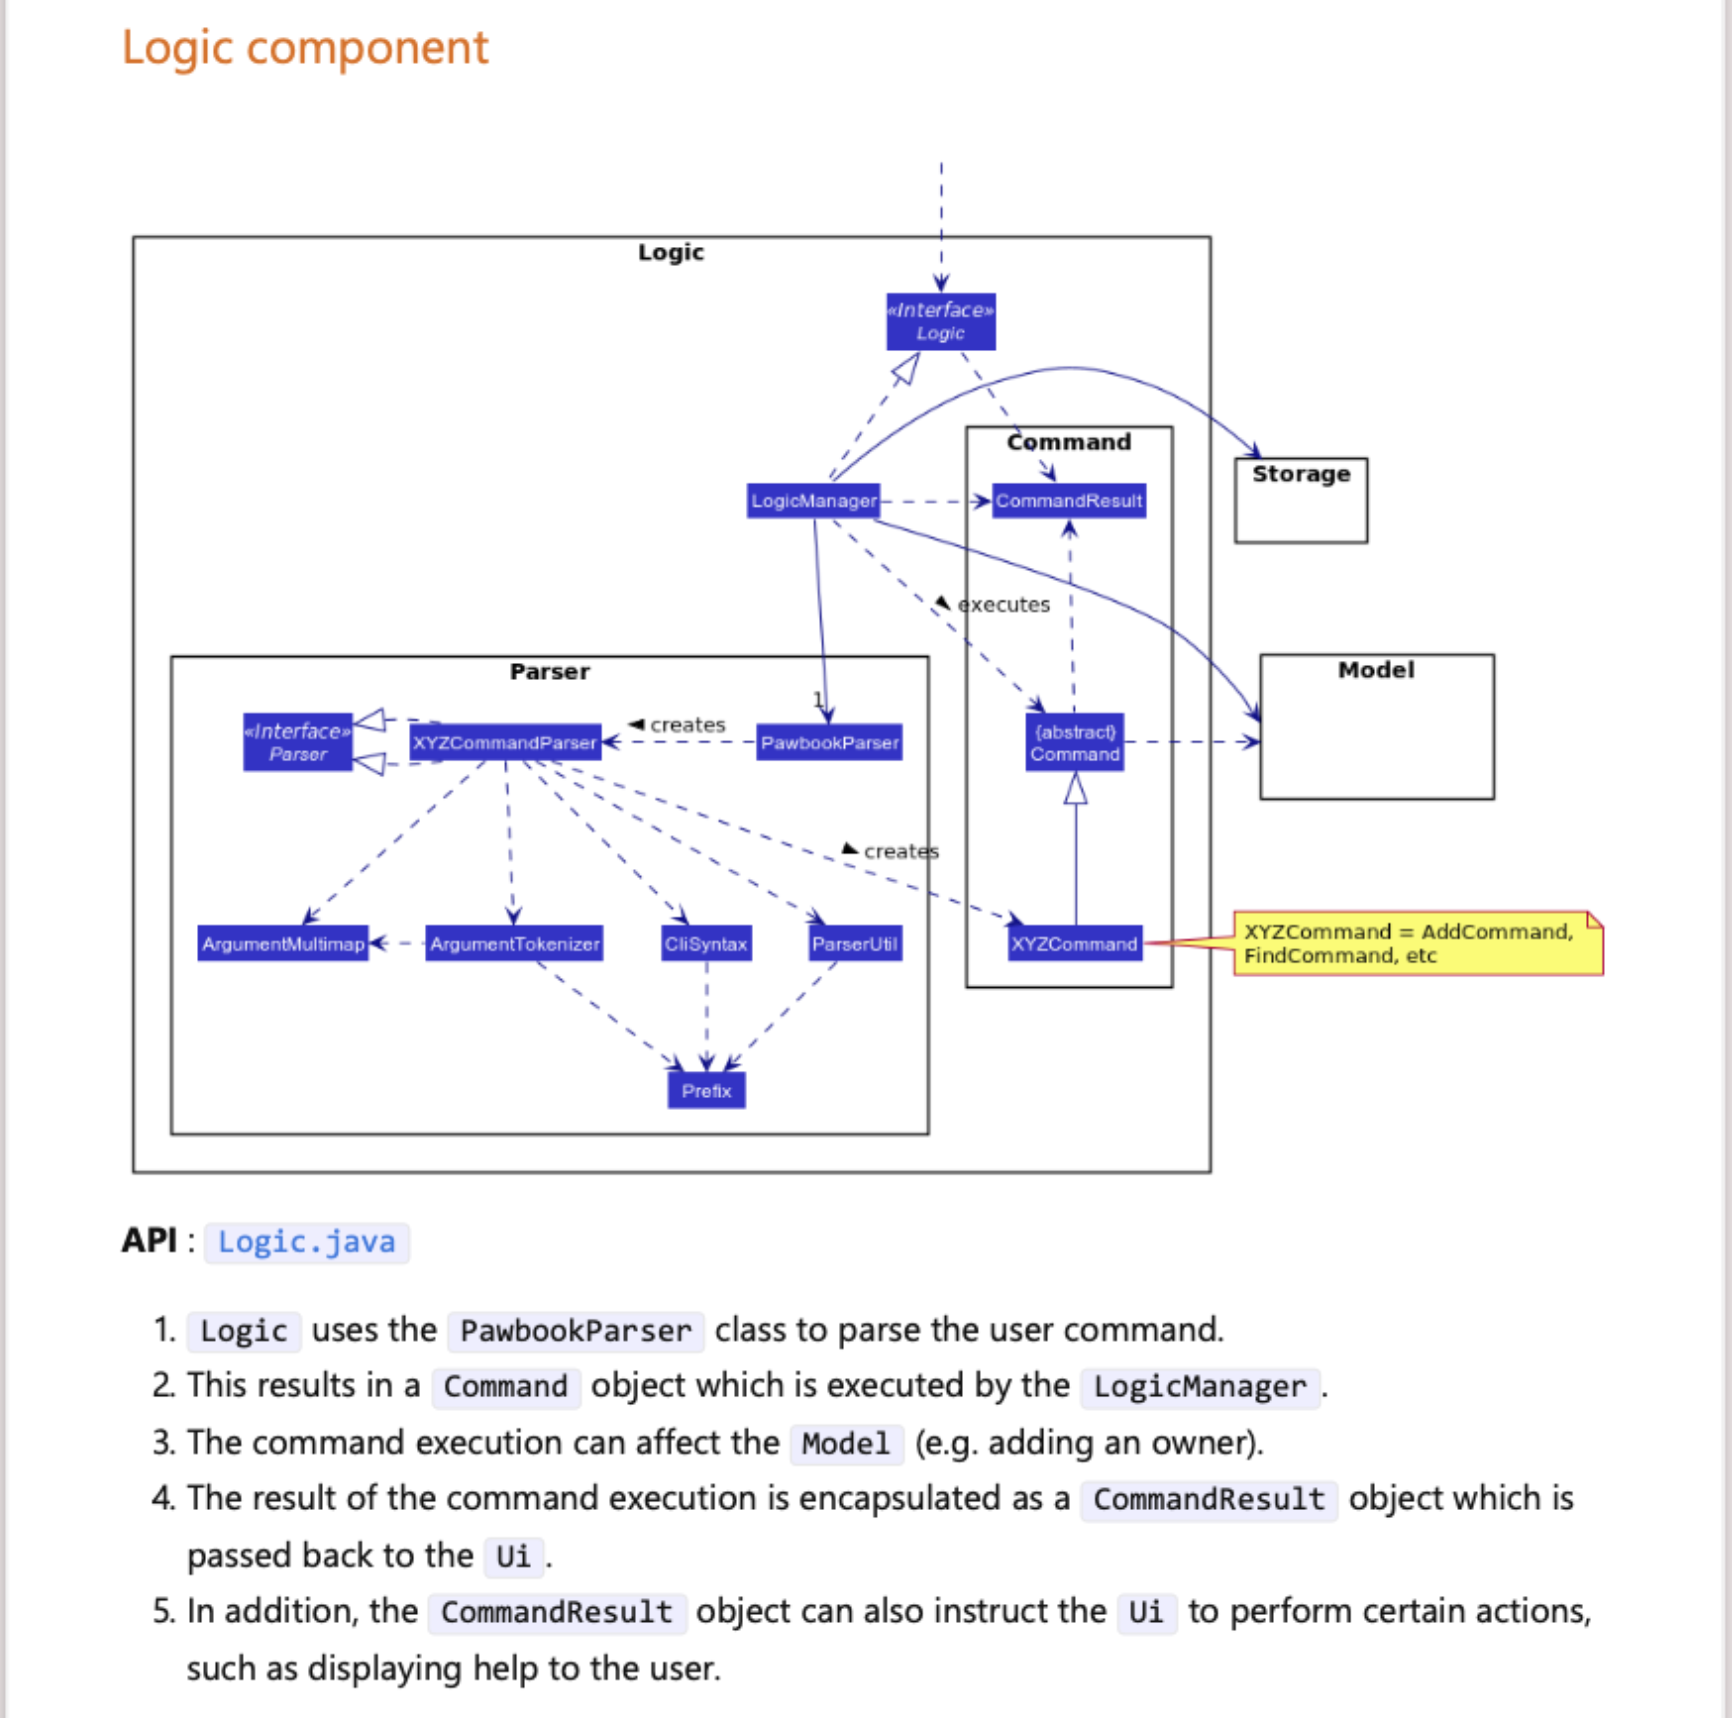 Logic component
Logic
«Interface»
Logic
Command
Storage
LogicManager
CommandResult
executes
Parser
Model
1
«Interface»
Parser
XYZCommandParser
creates
PawbookParser
{abstract}
Command
creates
ArgumentMultimap
ArgumentTokenizer
CliSyntax
ParserUtil
XYZCommand
XYZCommand = AddCommand,
FindCommand, etc
Prefix
API : Logic.java
1. Logic uses the PawbookParser class to parse the user command.
2. This results in a Command object which is executed by the LogicManager.
3. The command execution can affect the Model (e.g. adding an owner).
4. The result of the command execution is encapsulated as a CommandResult object which is
passed back to the Ui.
5. In addition, the CommandResult object can also instruct the Ui to perform certain actions,
such as displaying help to the user.